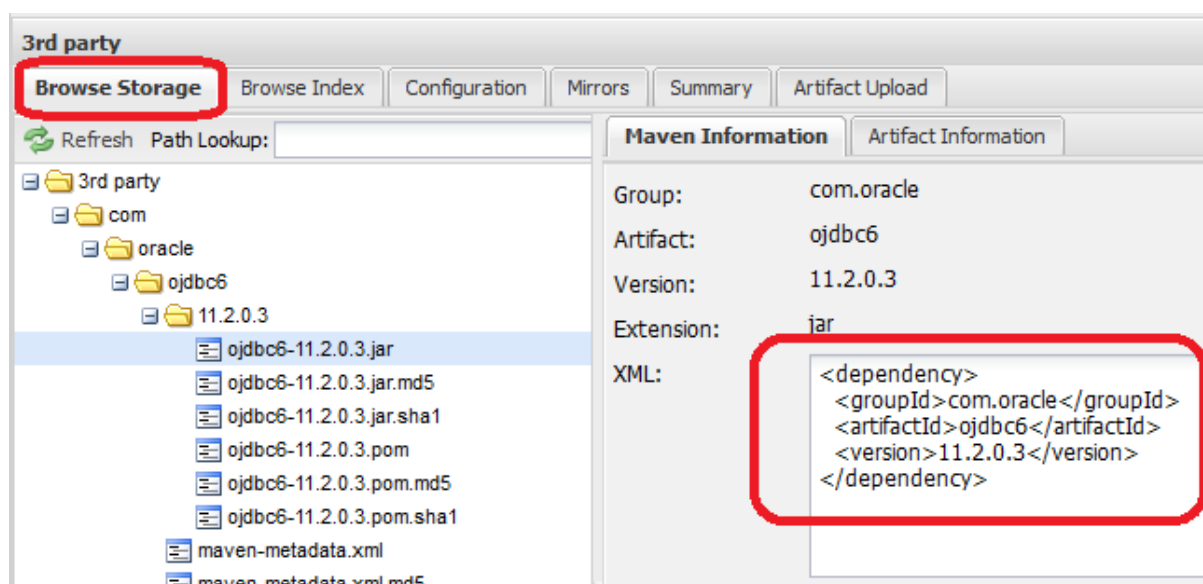 3rd party
Browse Storage Browse Index Configuration Mirrors Summary Artifact Upload
Refresh Path Lookup:
3rd party
com
oracle
ojdbc6
11.2.0.3
ojdbc6-11.2.0.3.jar
ojdbc6-11.2.0.3.jar.md5
ojdbc6-11.2.0.3.jar.sha1
ojdbc6-11.2.0.3.pom
ojdbc6-11.2.0.3.pom.md5
ojdbc6-11.2.0.3.pom.sha1
maven-metadata.xml
maven-metadata.xml.md5
Maven Information Artifact Information
Group: com.oracle
Artifact: ojdbc6
Version: 11.2.0.3
Extension: jar
XML: <dependency>
<groupId>com.oracle</groupId>
<artifactId>ojdbc6</artifactId>
<version>11.2.0.3</version>
</dependency>